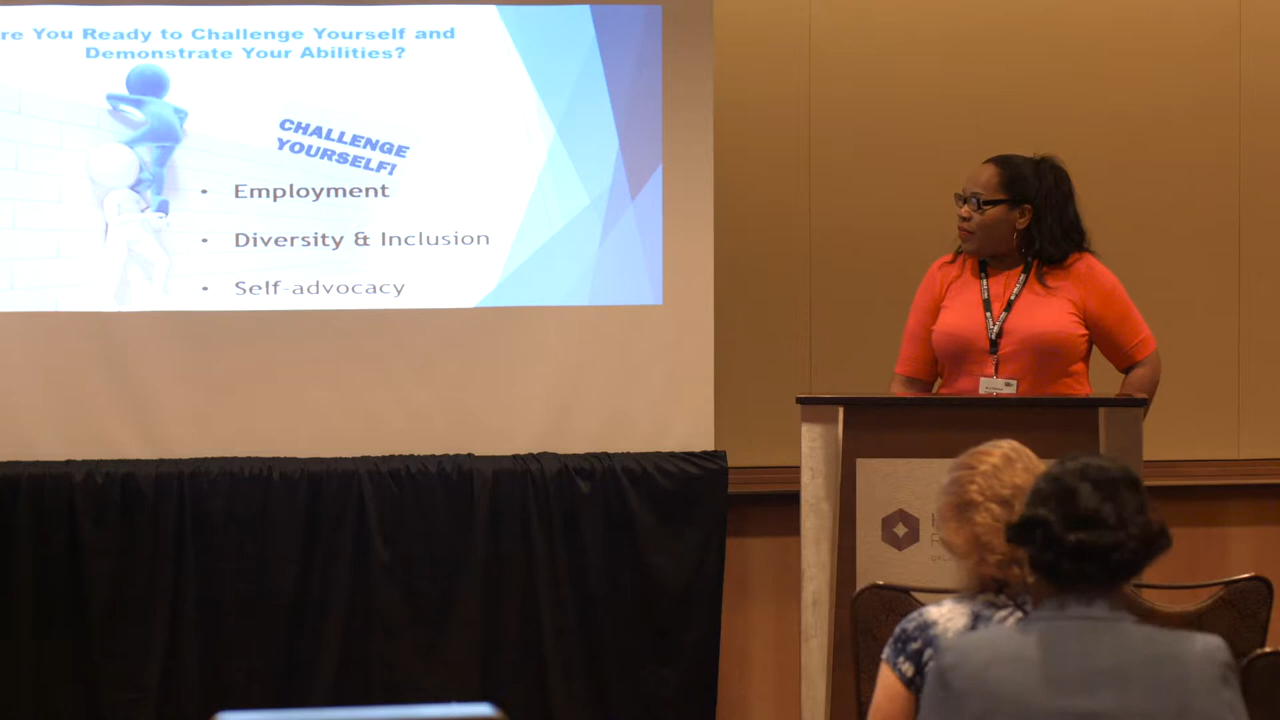 re You Ready to Challenge Yourself and
Demonstrate Your Abilities?
CHALLENGE
YOURSELF!
• Employment
• Diversity & Inclusion
• Self-advocacy